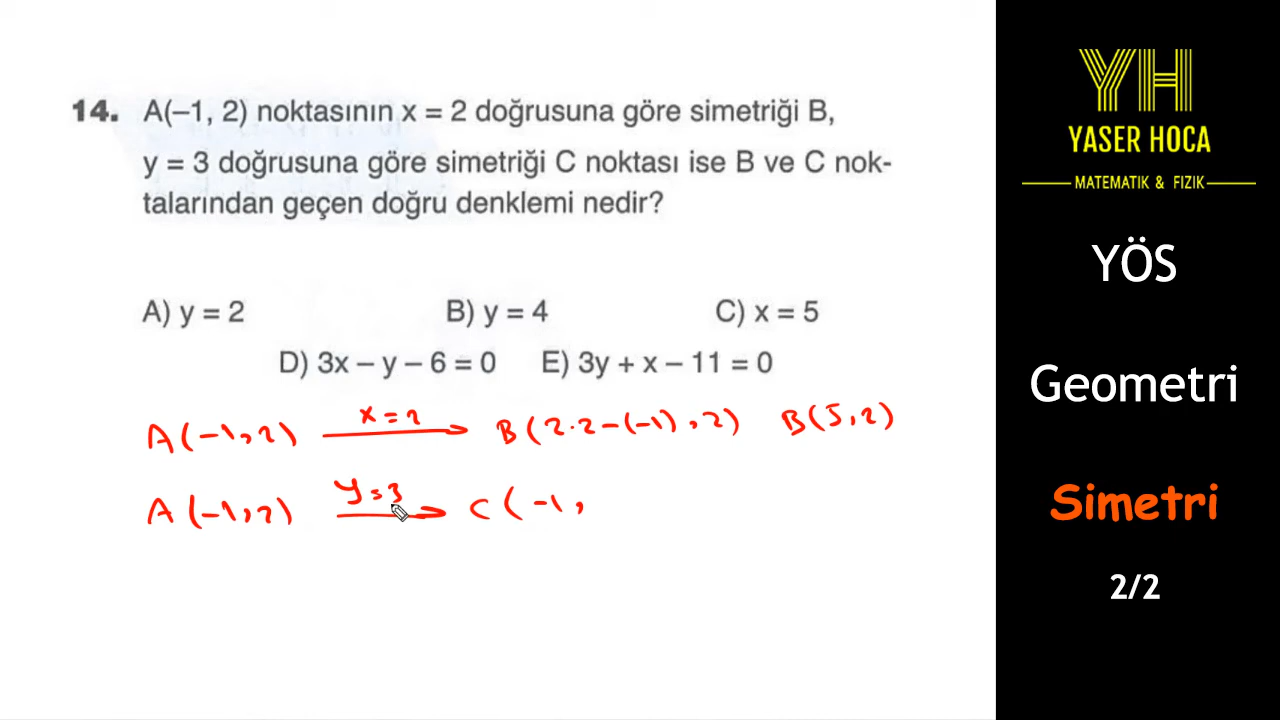 14. A(–1, 2) noktasının x = 2 doğrusuna göre simetriği B,
y = 3 doğrusuna göre simetriği C noktası ise B ve C nok-
talarından geçen doğru denklemi nedir?
A) y = 2 B) y = 4 C) x = 5
D) 3x – y – 6 = 0 E) 3y + x – 11 = 0
A(-1,2) x=2 B(2·2-(-1),2) B(5,2)
A(-1,2) y=3 C(-1,
YH
YASER HOCA
MATEMATIK & FIZIK
YÖS
Geometri
Simetri
2/2